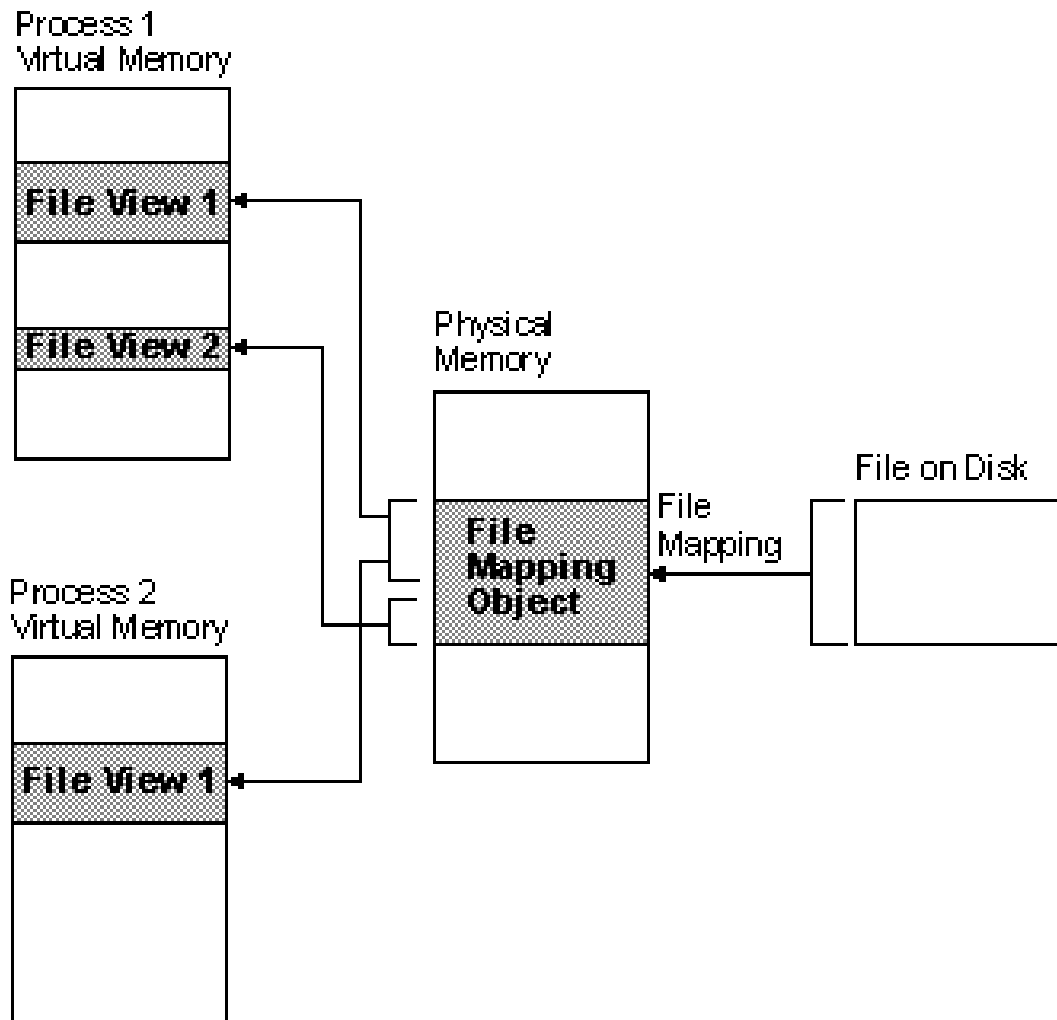 Process 1
Virtual Memory
File View 1
File View 2
Physical
Memory
File
Mapping
Object
File
Mapping
File on Disk
Process 2
Virtual Memory
File View 1